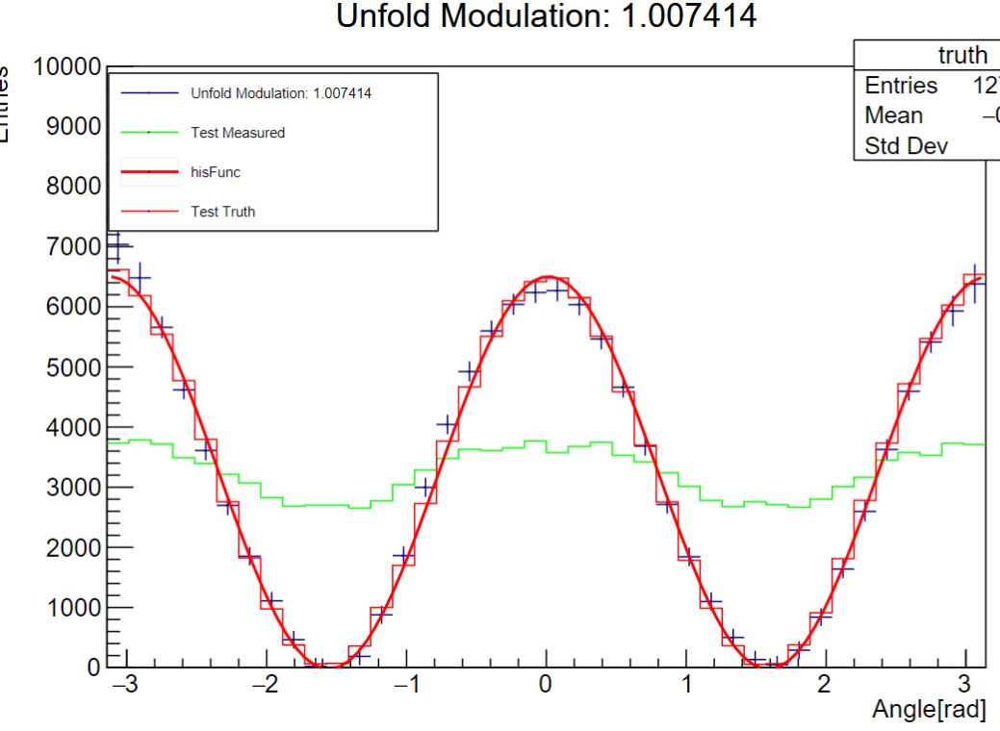 Unfold Modulation: 1.007414
truth
Entries 12
Mean
Std Dev
Entries
10000
9000
8000
7000
6000
5000
4000
3000
2000
1000
0
Unfold Modulation: 1.007414
Test Measured
hisFunc
Test Truth
−3 −2 −1 0 1 2 3
Angle[rad]